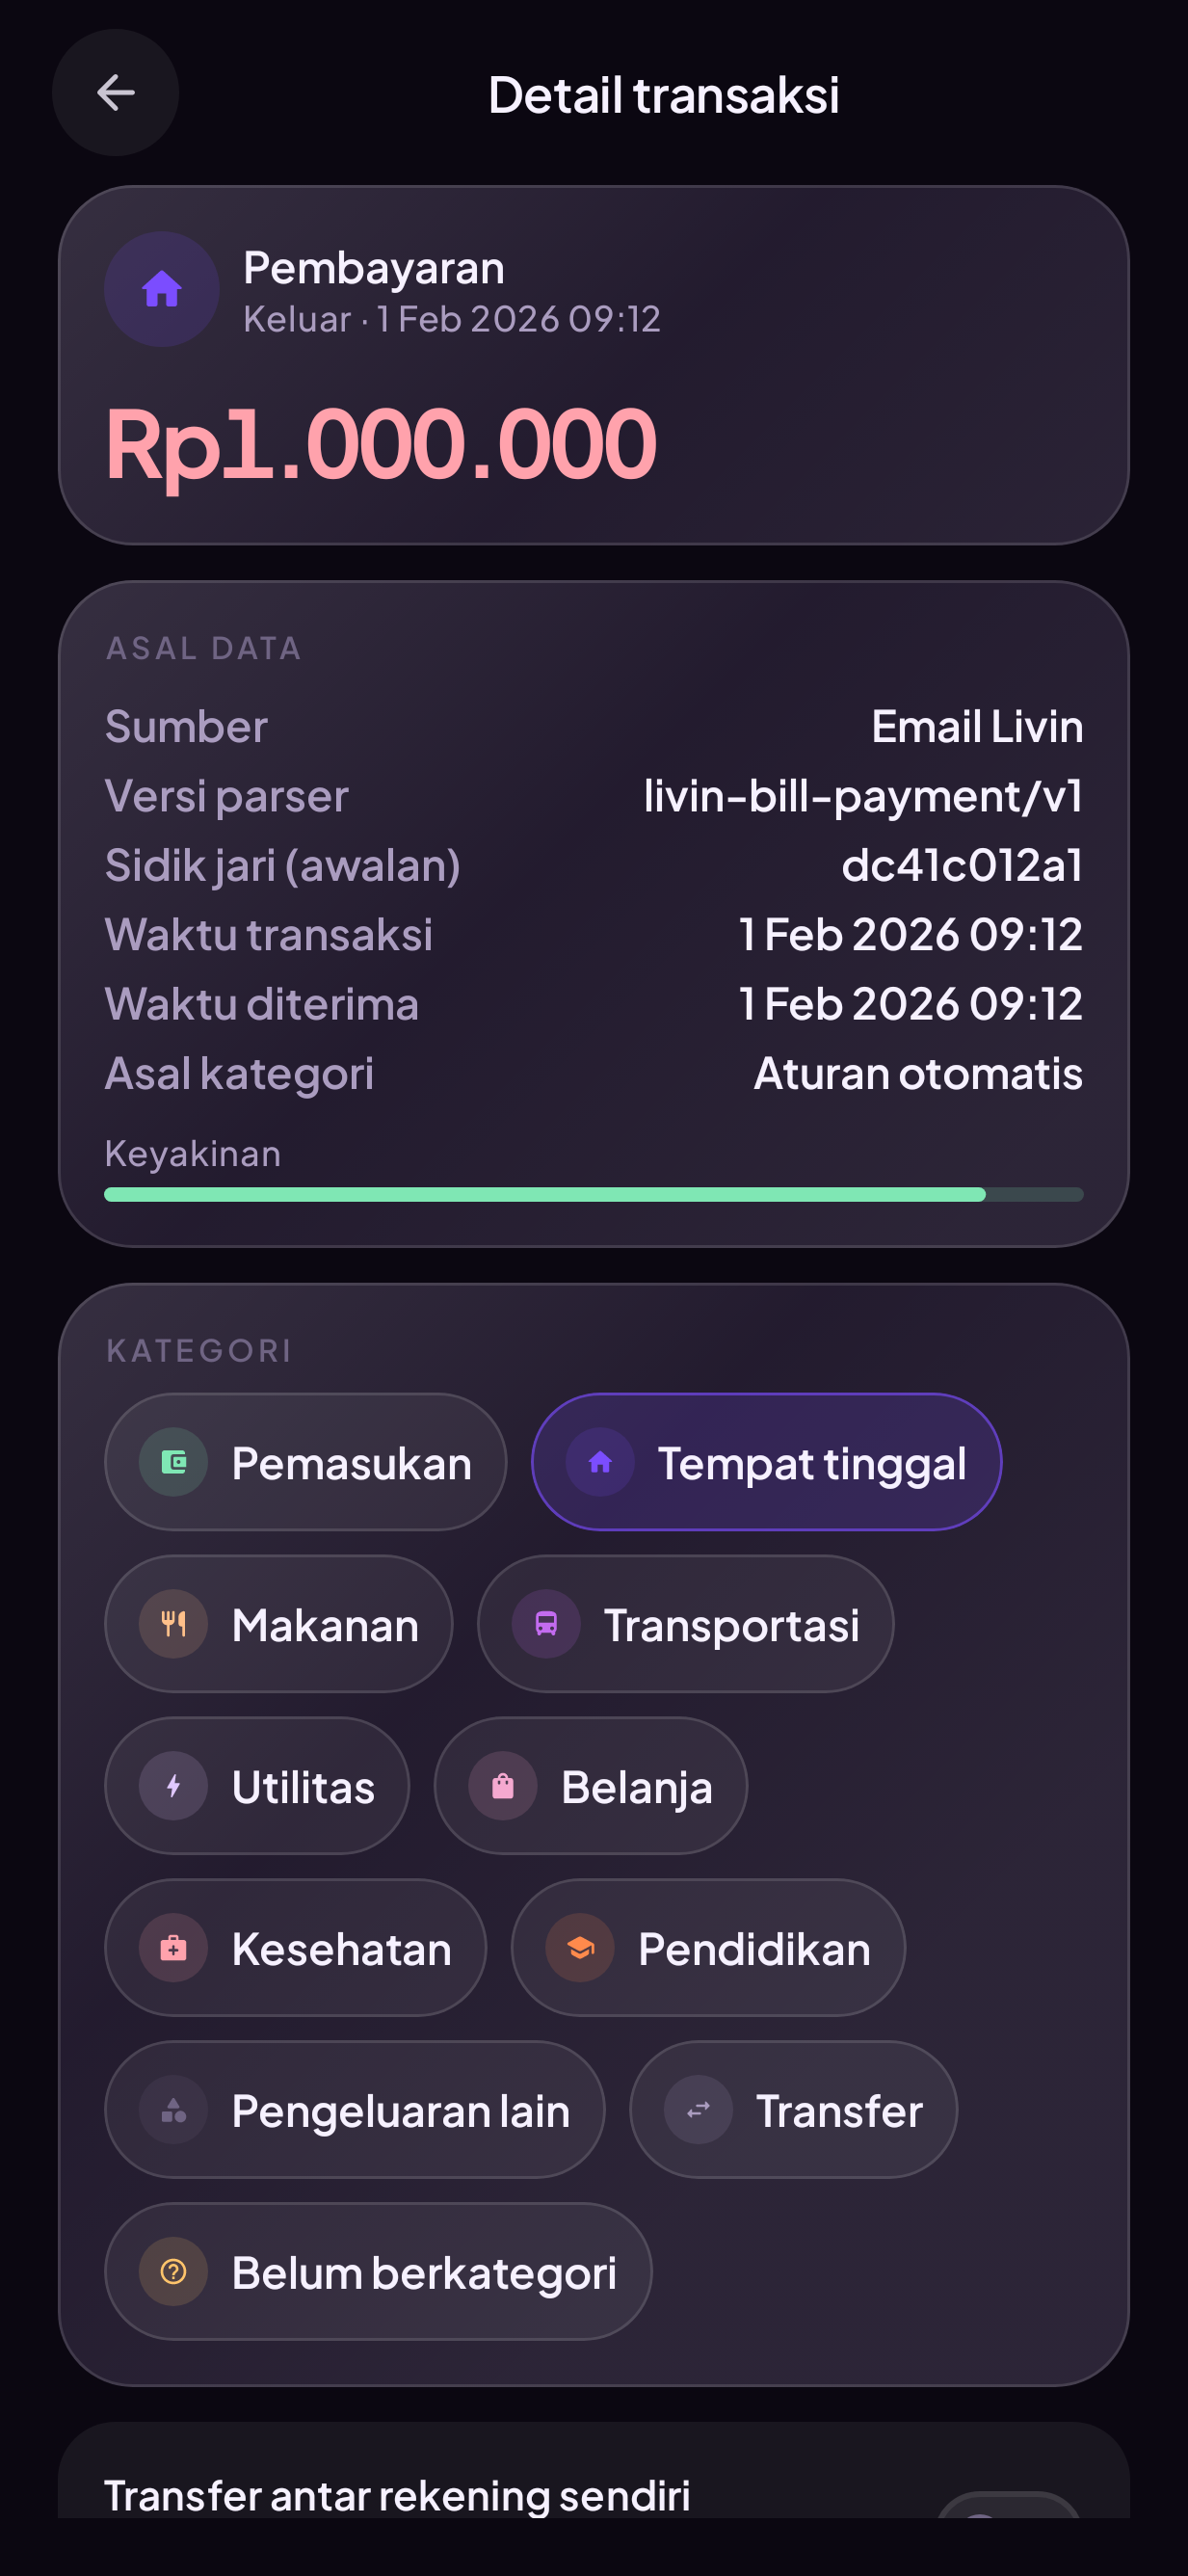 Detail transaksi
Pembayaran
Keluar · 1 Feb 2026 09:12
Rp1.000.000
ASAL DATA
Sumber Email Livin
Versi parser livin-bill-payment/v1
Sidik jari (awalan) dc41c012a1
Waktu transaksi 1 Feb 2026 09:12
Waktu diterima 1 Feb 2026 09:12
Asal kategori Aturan otomatis
Keyakinan
KATEGORI
Pemasukan Tempat tinggal
Makanan Transportasi
Utilitas Belanja
Kesehatan Pendidikan
Pengeluaran lain Transfer
Belum berkategori
Transfer antar rekening sendiri